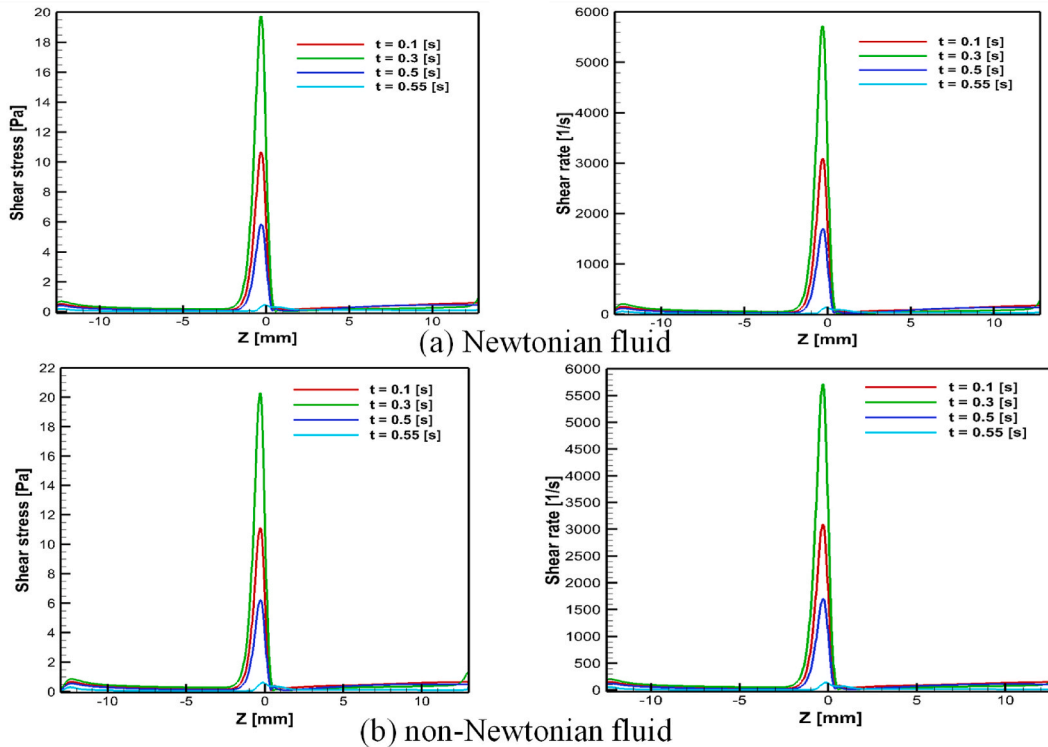 20
18
16
14
12
10
8
6
4
2
0
Shear stress [Pa]
t = 0.1 [s]
t = 0.3 [s]
t = 0.5 [s]
t = 0.55 [s]
-10 -5 0 5 10
Z [mm]
6000
5000
4000
3000
2000
1000
0
Shear rate [1/s]
t = 0.1 [s]
t = 0.3 [s]
t = 0.5 [s]
t = 0.55 [s]
-10 -5 0 5 10
Z [mm]
(a) Newtonian fluid
22
20
18
16
14
12
10
8
6
4
2
0
Shear stress [Pa]
t = 0.1 [s]
t = 0.3 [s]
t = 0.5 [s]
t = 0.55 [s]
-10 -5 0 5 10
Z [mm]
6000
5500
5000
4500
4000
3500
3000
2500
2000
1500
1000
500
0
Shear rate [1/s]
t = 0.1 [s]
t = 0.3 [s]
t = 0.5 [s]
t = 0.55 [s]
-10 -5 0 5 10
Z [mm]
(b) non-Newtonian fluid